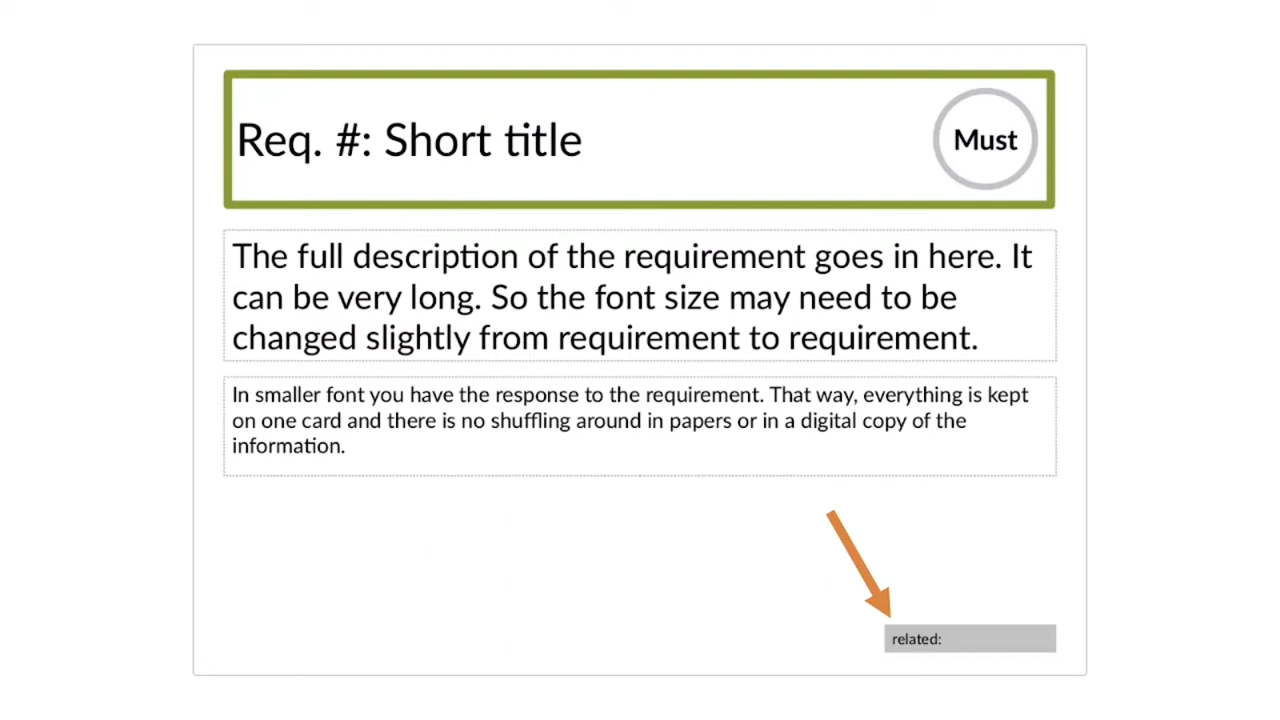 Req. #: Short title
Must
The full description of the requirement goes in here. It
can be very long. So the font size may need to be
changed slightly from requirement to requirement.
In smaller font you have the response to the requirement. That way, everything is kept
on one card and there is no shuffling around in papers or in a digital copy of the
information.
related: